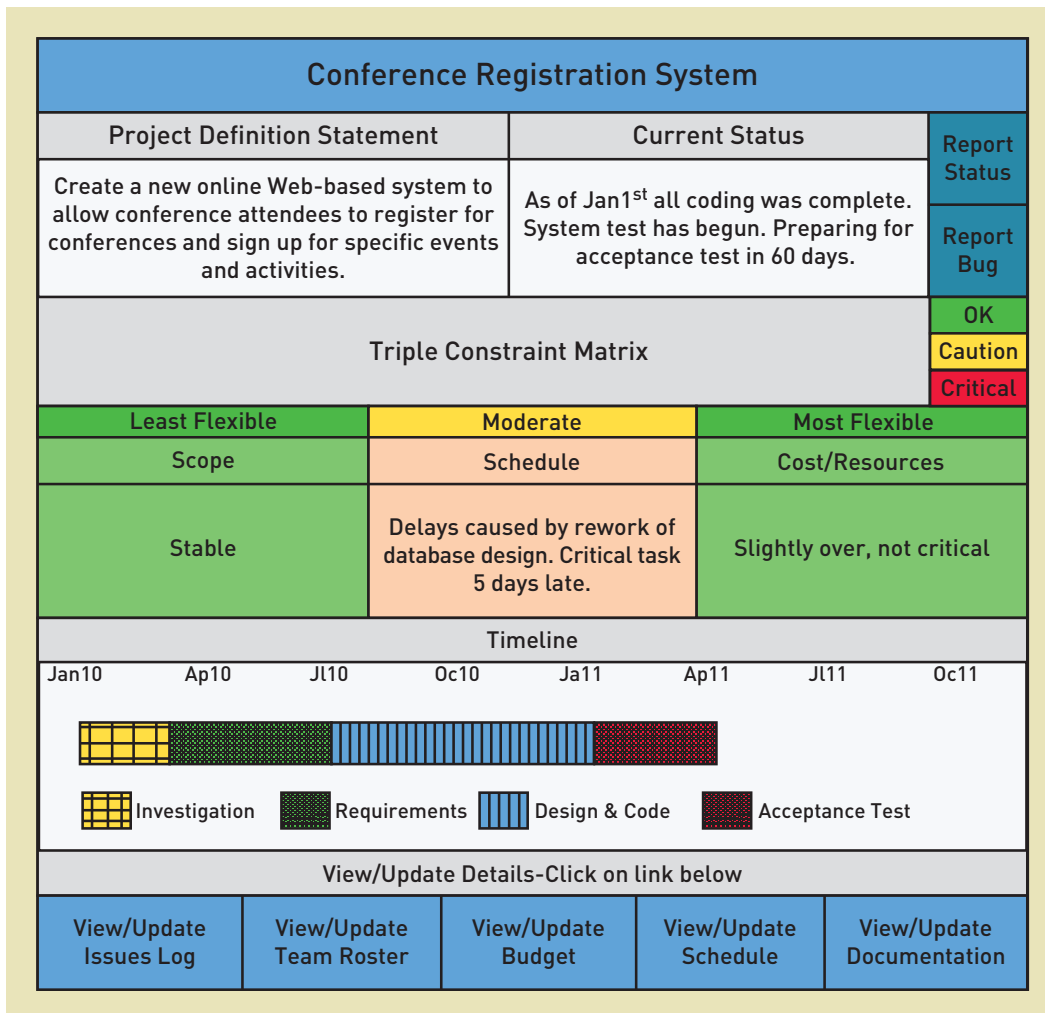 Conference Registration System
Project Definition Statement
Create a new online Web-based system to
allow conference attendees to register for
conferences and sign up for specific events
and activities.
Current Status
As of Jan1st all coding was complete.
System test has begun. Preparing for
acceptance test in 60 days.
Report
Status
Report
Bug
Triple Constraint Matrix
OK
Caution
Critical
Least Flexible
Moderate
Most Flexible
Scope
Schedule
Cost/Resources
Stable
Delays caused by rework of
database design. Critical task
5 days late.
Slightly over, not critical
Timeline
Jan10 Ap10 Jl10 Oc10 Ja11 Ap11 Jl11 Oc11
Investigation Requirements Design & Code Acceptance Test
View/Update Details-Click on link below
View/Update
Issues Log
View/Update
Team Roster
View/Update
Budget
View/Update
Schedule
View/Update
Documentation